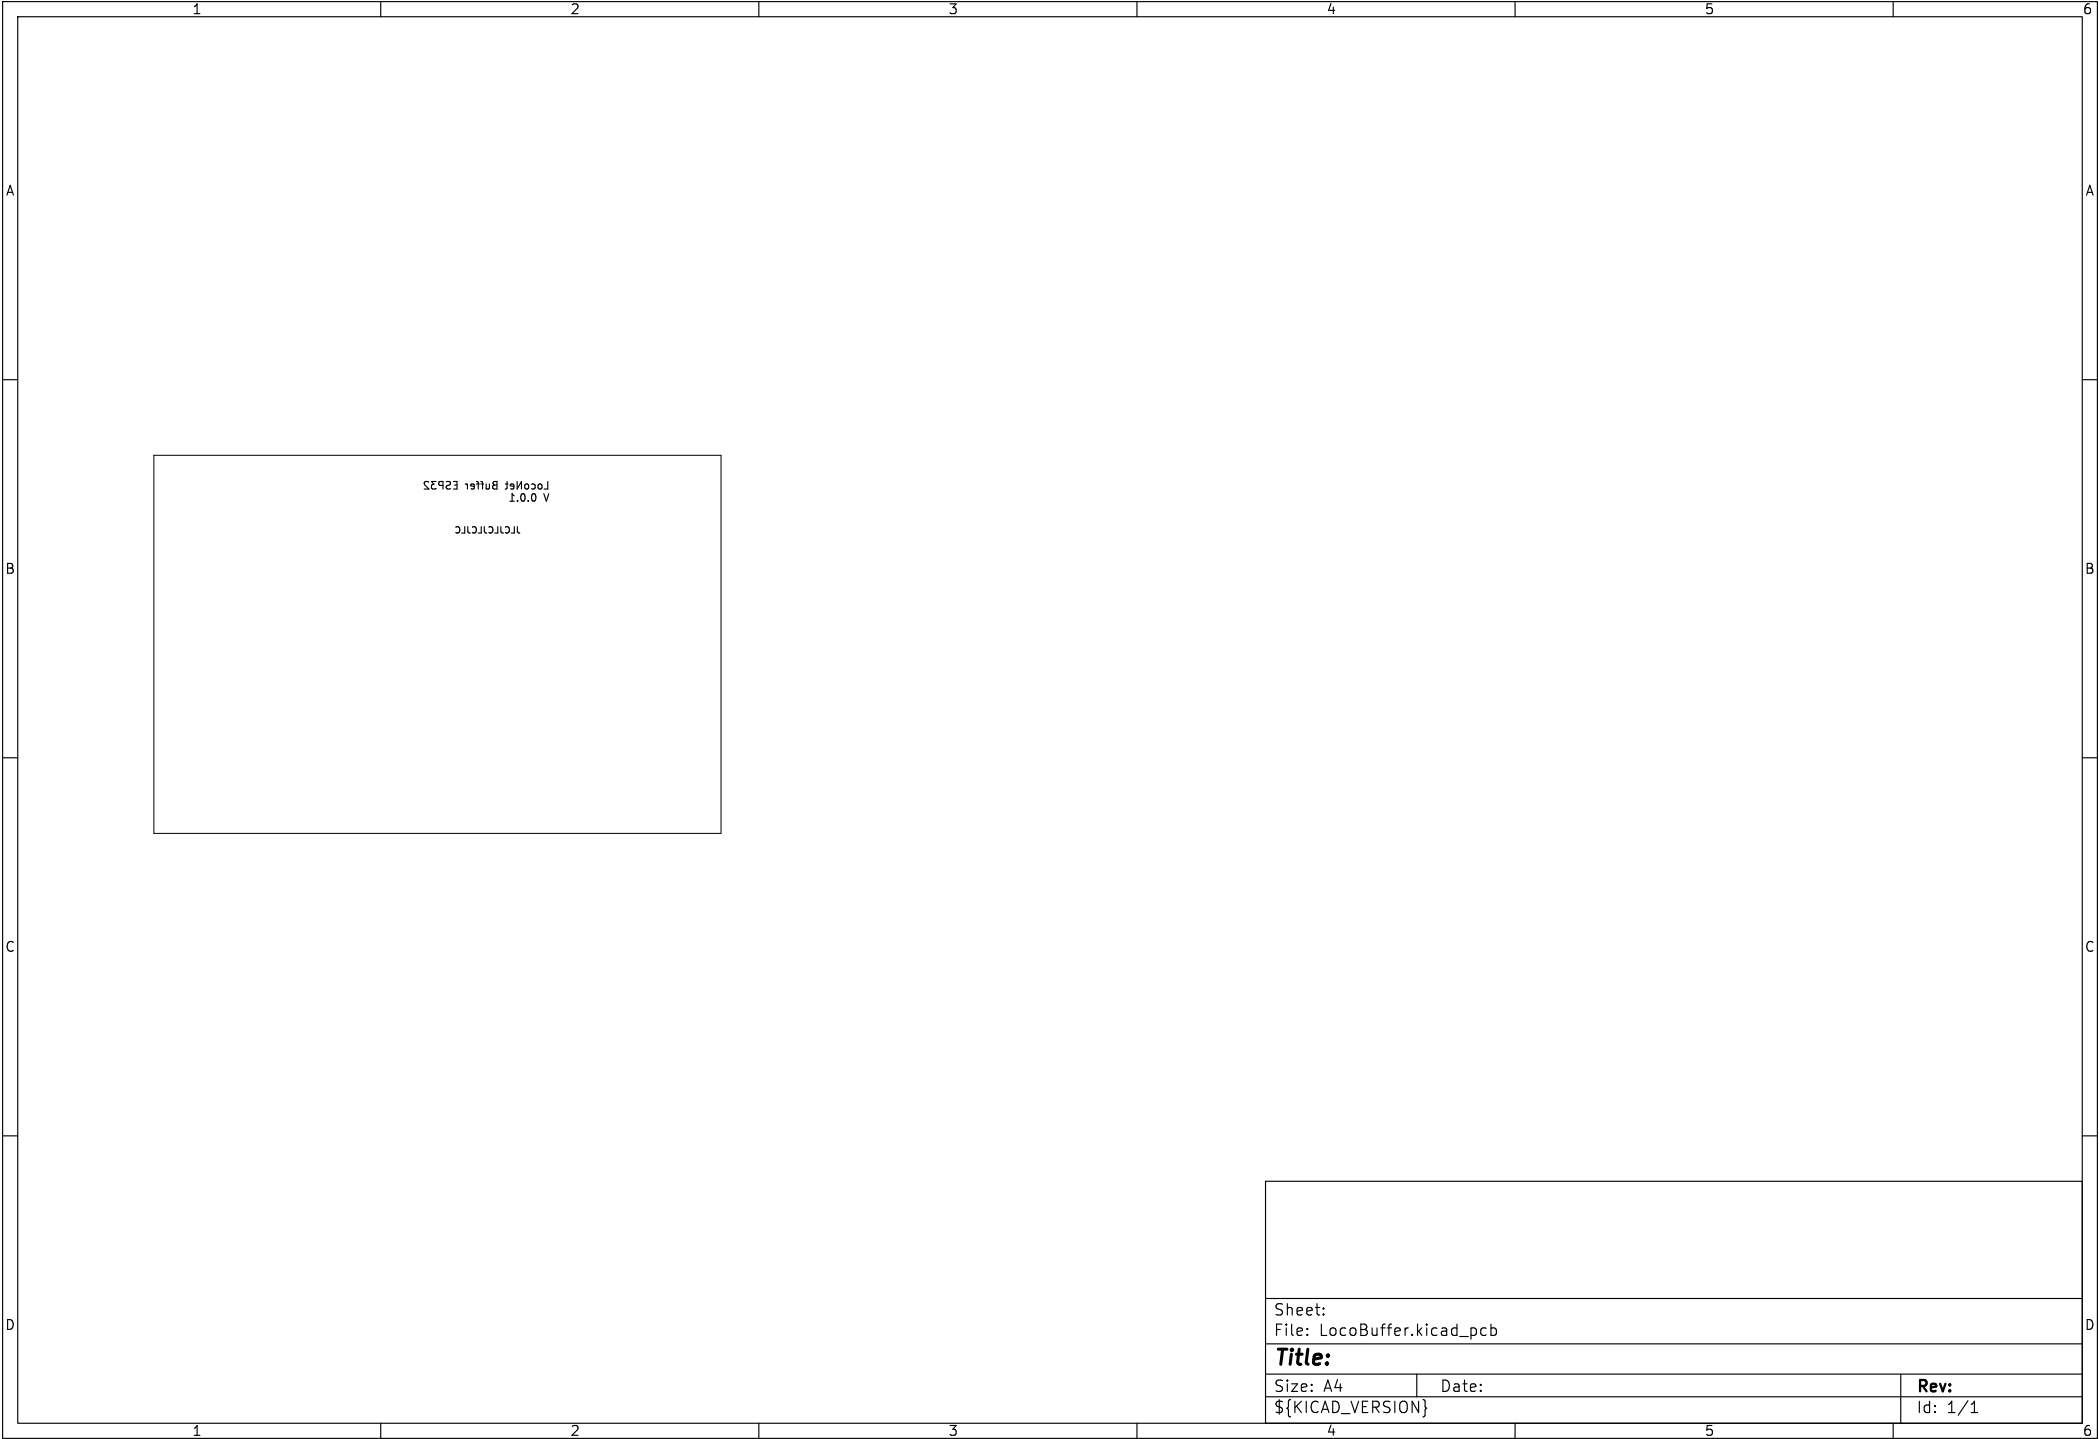 1 2 3 4 5 6
A A
LocoNet Buffer ESP32
V 0.0.1
JLCJLCJLCJLC
B B
C C
Sheet:
File: LocoBuffer.kicad_pcb
D D
Title:
Size: A4 Date: Rev:
${KICAD_VERSION} Id: 1/1
1 2 3 4 5 6